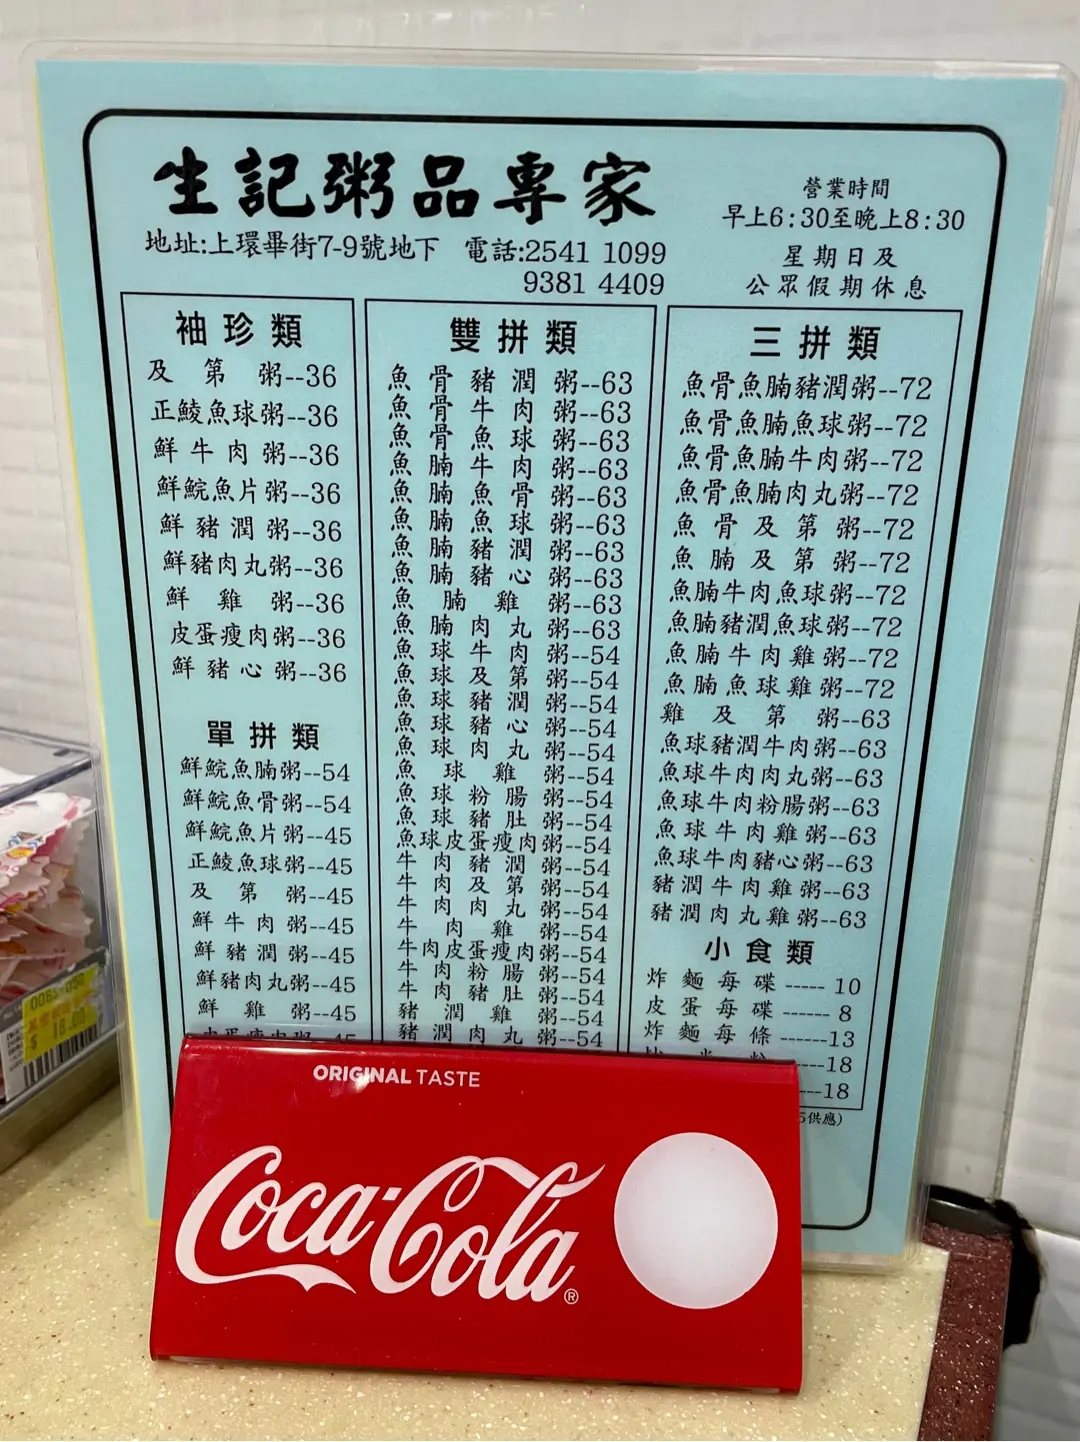 生記粥品專家
地址:上環畢街7-9號地下 電話:2541 1099
9381 4409
營業時間
早上6:30至晚上8:30
星期日及
公眾假期休息
袖珍類
及第粥--36
正鯪魚球粥--36
鮮牛肉粥--36
鮮鯇魚片粥--36
鮮豬潤粥--36
鮮豬肉丸粥--36
鮮雞粥--36
皮蛋瘦肉粥--36
鮮豬心粥--36
單拼類
鮮鯇魚腩粥--54
鮮鯇魚骨粥--54
鮮鯇魚片粥--45
正鯪魚球粥--45
及第粥--45
鮮牛肉粥--45
鮮豬潤粥--45
鮮豬肉丸粥--45
鮮雞粥--45
皮蛋瘦肉粥--45
雙拼類
魚骨豬潤粥--63
魚骨牛肉粥--63
魚骨魚球粥--63
魚腩牛肉粥--63
魚腩魚骨粥--63
魚腩魚球粥--63
魚腩豬潤粥--63
魚腩豬心粥--63
魚腩雞粥--63
魚腩肉丸粥--63
魚球牛肉粥--54
魚球及第粥--54
魚球豬潤粥--54
魚球豬心粥--54
魚球肉丸粥--54
魚球雞粥--54
魚球粉腸粥--54
魚球豬肚粥--54
魚球皮蛋瘦肉粥--54
牛肉豬潤粥--54
牛肉及第粥--54
牛肉肉丸粥--54
牛肉雞粥--54
牛肉皮蛋瘦肉粥--54
牛肉粉腸粥--54
牛肉豬肚粥--54
豬潤雞粥--54
豬潤肉丸粥--54
三拼類
魚骨魚腩豬潤粥--72
魚骨魚腩魚球粥--72
魚骨魚腩牛肉粥--72
魚骨魚腩肉丸粥--72
魚骨及第粥--72
魚腩及第粥--72
魚腩牛肉魚球粥--72
魚腩豬潤魚球粥--72
魚腩牛肉雞粥--72
魚腩魚球雞粥--72
雞及第粥--63
魚球豬潤牛肉粥--63
魚球牛肉肉丸粥--63
魚球牛肉粉腸粥--63
魚球牛肉雞粥--63
魚球牛肉豬心粥--63
豬潤牛肉雞粥--63
豬潤肉丸雞粥--63
小食類
炸麵每碟-----10
皮蛋每碟------8
炸麵每條------13
--18
--18
5供應)
ORIGINAL TASTE
Coca-Cola®
$ 18.00